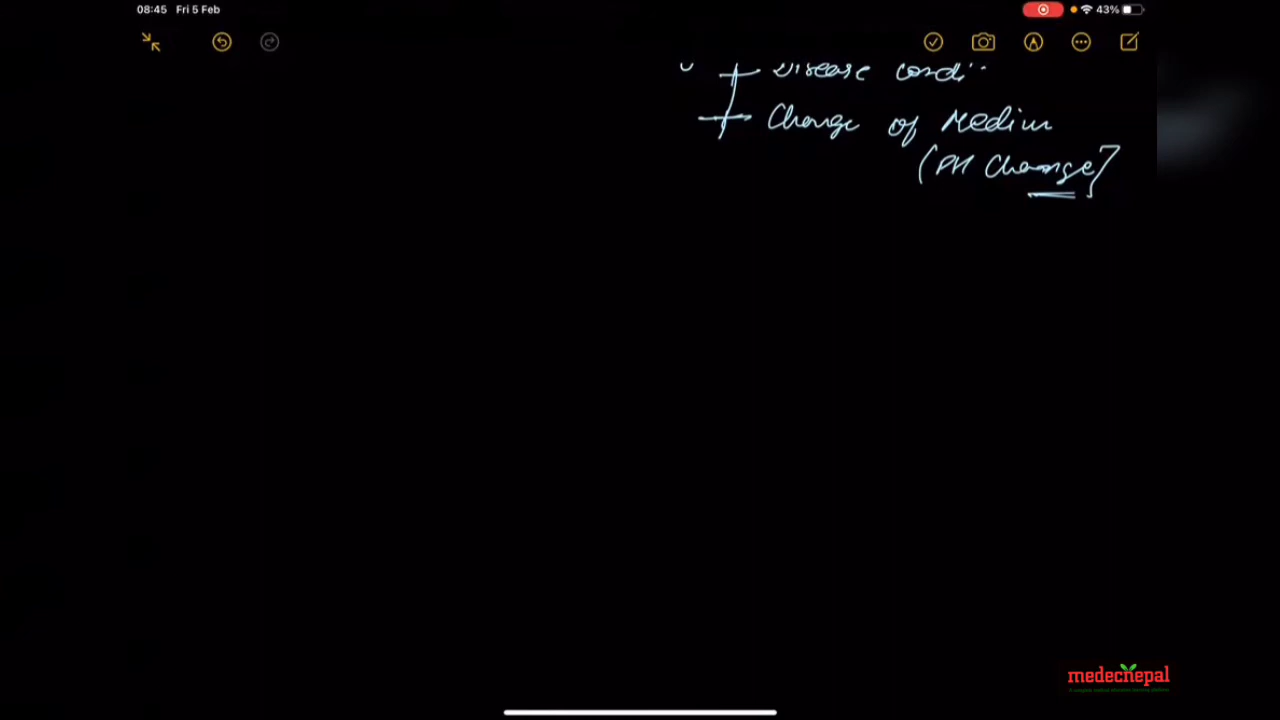 08:45 Fri 5 Feb
43%
Disease condi..
Change of Medium
(PH Change]
medecnepal